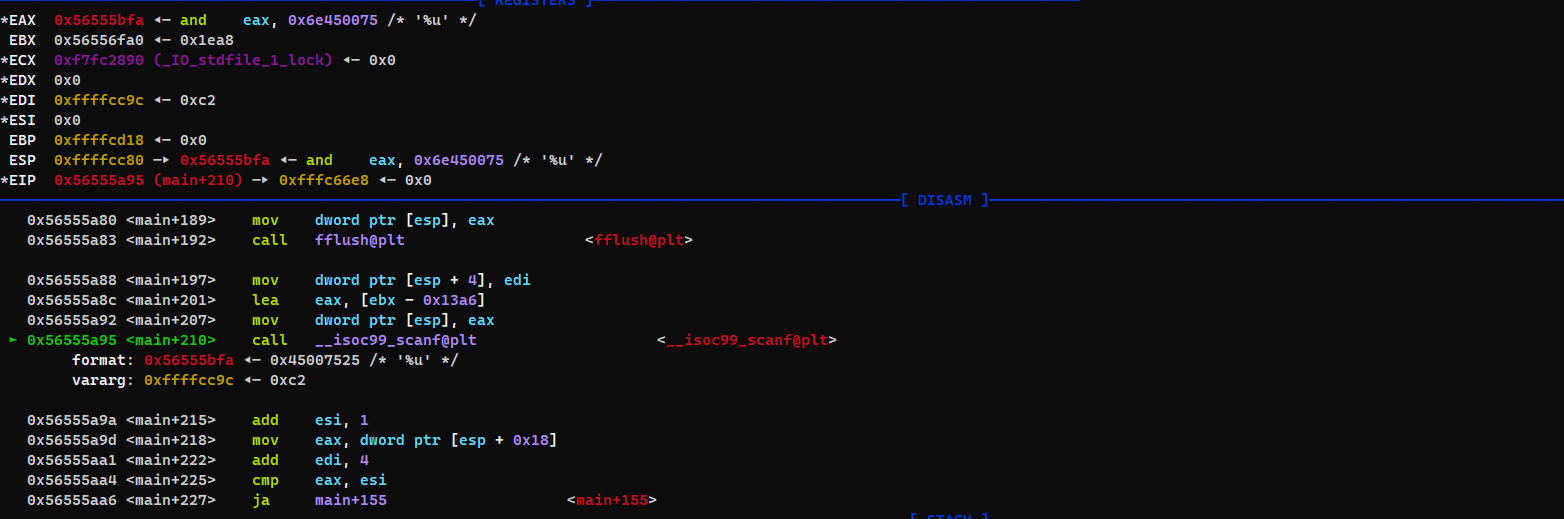 [ REGISTERS ]
*EAX  0x56555bfa ◂— and    eax, 0x6e450075 /* '%u' */
 EBX  0x56556fa0 ◂— 0x1ea8
*ECX  0xf7fc2890 (_IO_stdfile_1_lock) ◂— 0x0
*EDX  0x0
*EDI  0xffffcc9c ◂— 0xc2
*ESI  0x0
 EBP  0xffffcd18 ◂— 0x0
 ESP  0xffffcc80 —▸ 0x56555bfa ◂— and    eax, 0x6e450075 /* '%u' */
*EIP  0x56555a95 (main+210) —▸ 0xfffc66e8 ◂— 0x0
[ DISASM ]
   0x56555a80 <main+189>    mov    dword ptr [esp], eax
   0x56555a83 <main+192>    call   fflush@plt                    <fflush@plt>
   0x56555a88 <main+197>    mov    dword ptr [esp + 4], edi
   0x56555a8c <main+201>    lea    eax, [ebx - 0x13a6]
   0x56555a92 <main+207>    mov    dword ptr [esp], eax
 ► 0x56555a95 <main+210>    call   __isoc99_scanf@plt                    <__isoc99_scanf@plt>
        format: 0x56555bfa ◂— 0x45007525 /* '%u' */
        vararg: 0xffffcc9c ◂— 0xc2
   0x56555a9a <main+215>    add    esi, 1
   0x56555a9d <main+218>    mov    eax, dword ptr [esp + 0x18]
   0x56555aa1 <main+222>    add    edi, 4
   0x56555aa4 <main+225>    cmp    eax, esi
   0x56555aa6 <main+227>    ja     main+155                    <main+155>
[ STACK ]